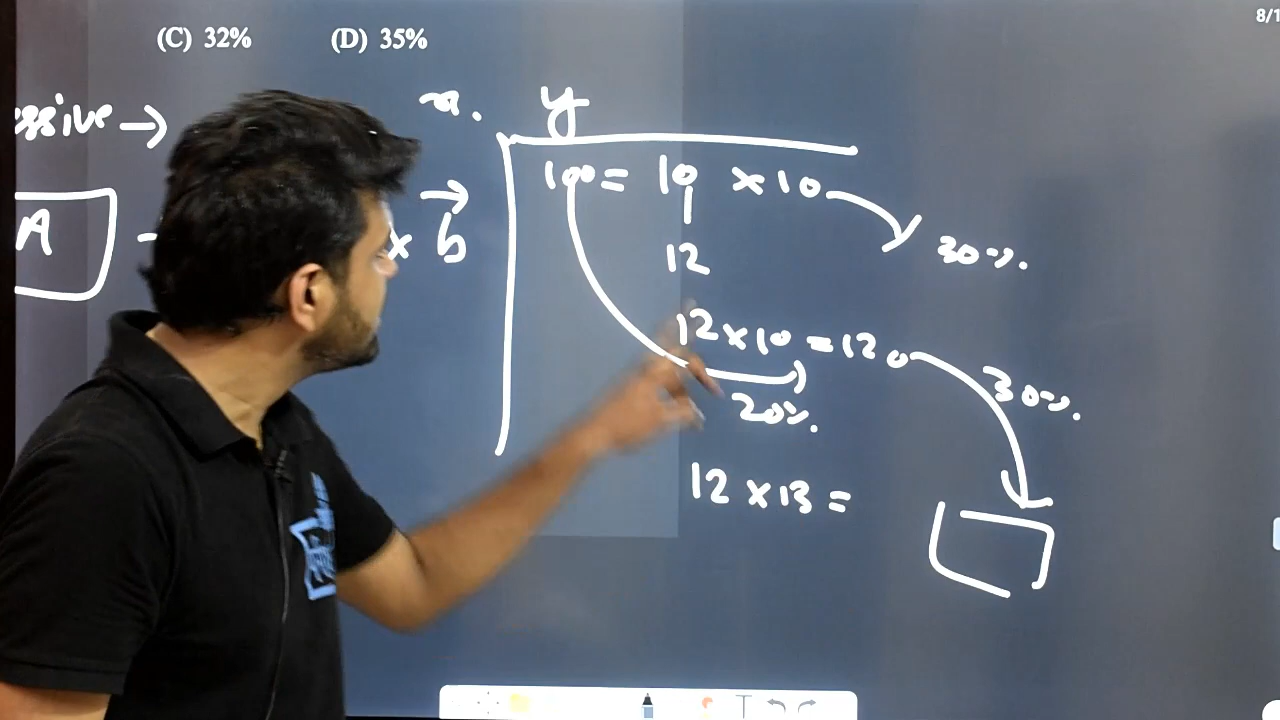 8/1
(C) 32% (D) 35%
ssive → x. y
100 = 10 × 10
30%.
A × b
12
12 × 10 = 120
30%.
20%.
12 × 13 =